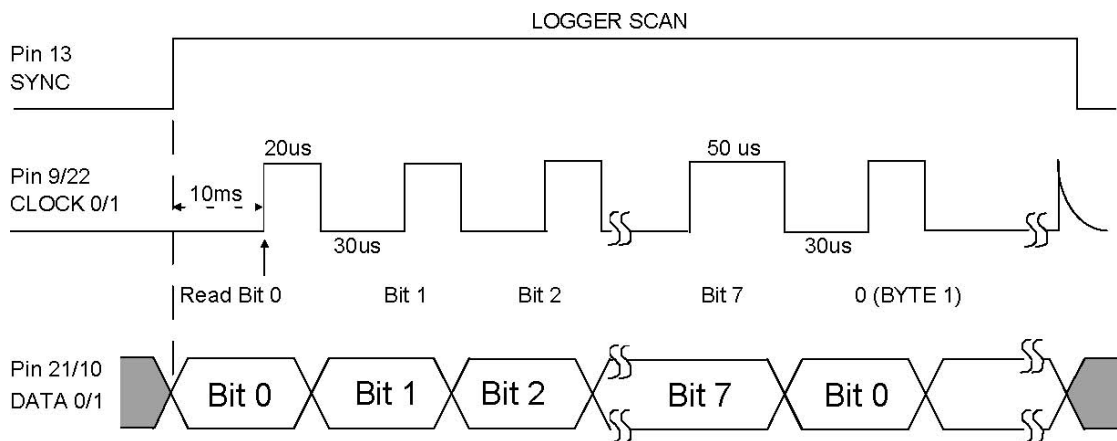 LOGGER SCAN
Pin 13
SYNC
20us
50 us
Pin 9/22
CLOCK 0/1
10ms
30us
30us
Read Bit 0
Bit 1
Bit 2
Bit 7
0 (BYTE 1)
Pin 21/10
DATA 0/1
Bit 0
Bit 1
Bit 2
Bit 7
Bit 0